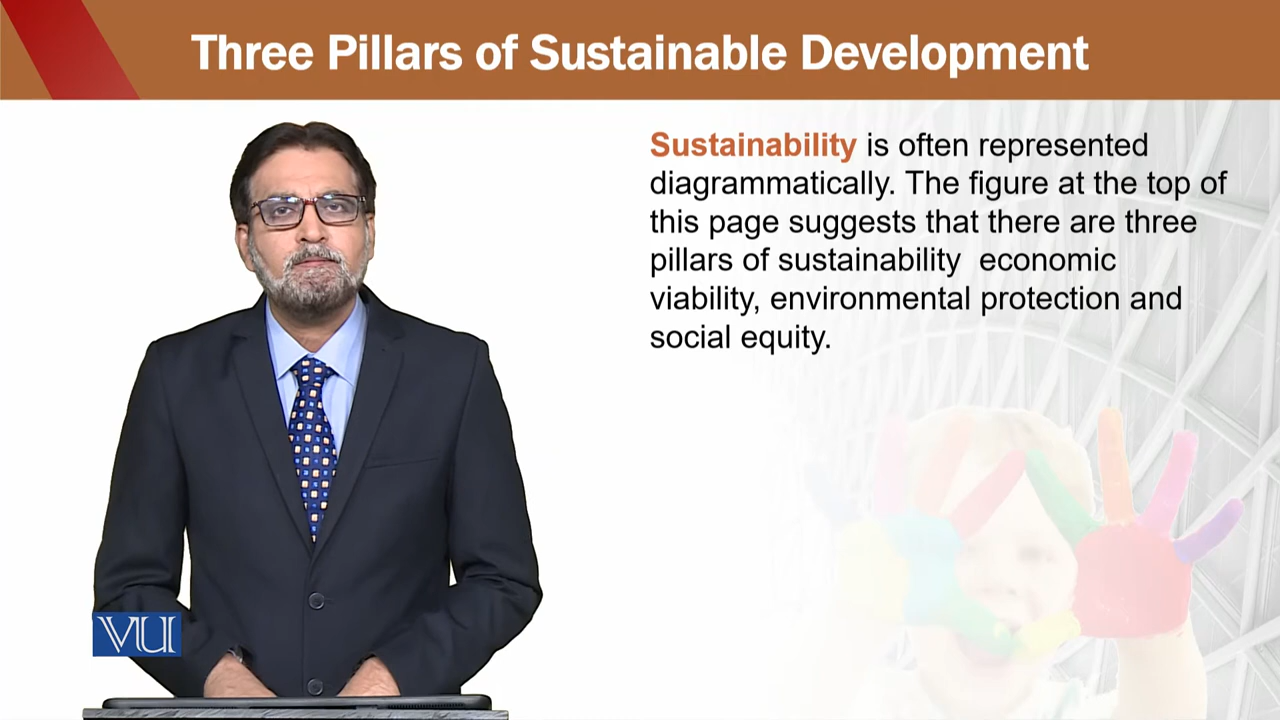 Three Pillars of Sustainable Development
Sustainability is often represented
diagrammatically. The figure at the top of
this page suggests that there are three
pillars of sustainability  economic
viability, environmental protection and
social equity.
VU